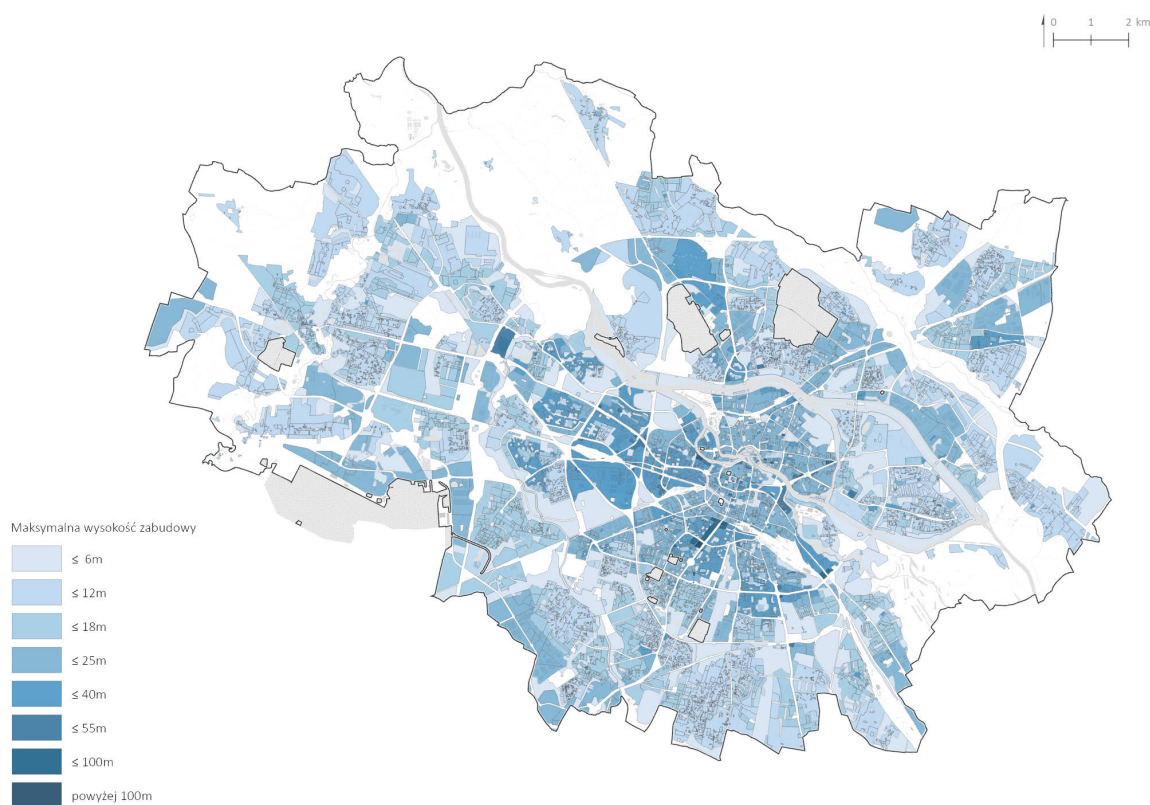 0 1 2 km
Maksymalna wysokość zabudowy
≤ 6m
≤ 12m
≤ 18m
≤ 25m
≤ 40m
≤ 55m
≤ 100m
powyżej 100m